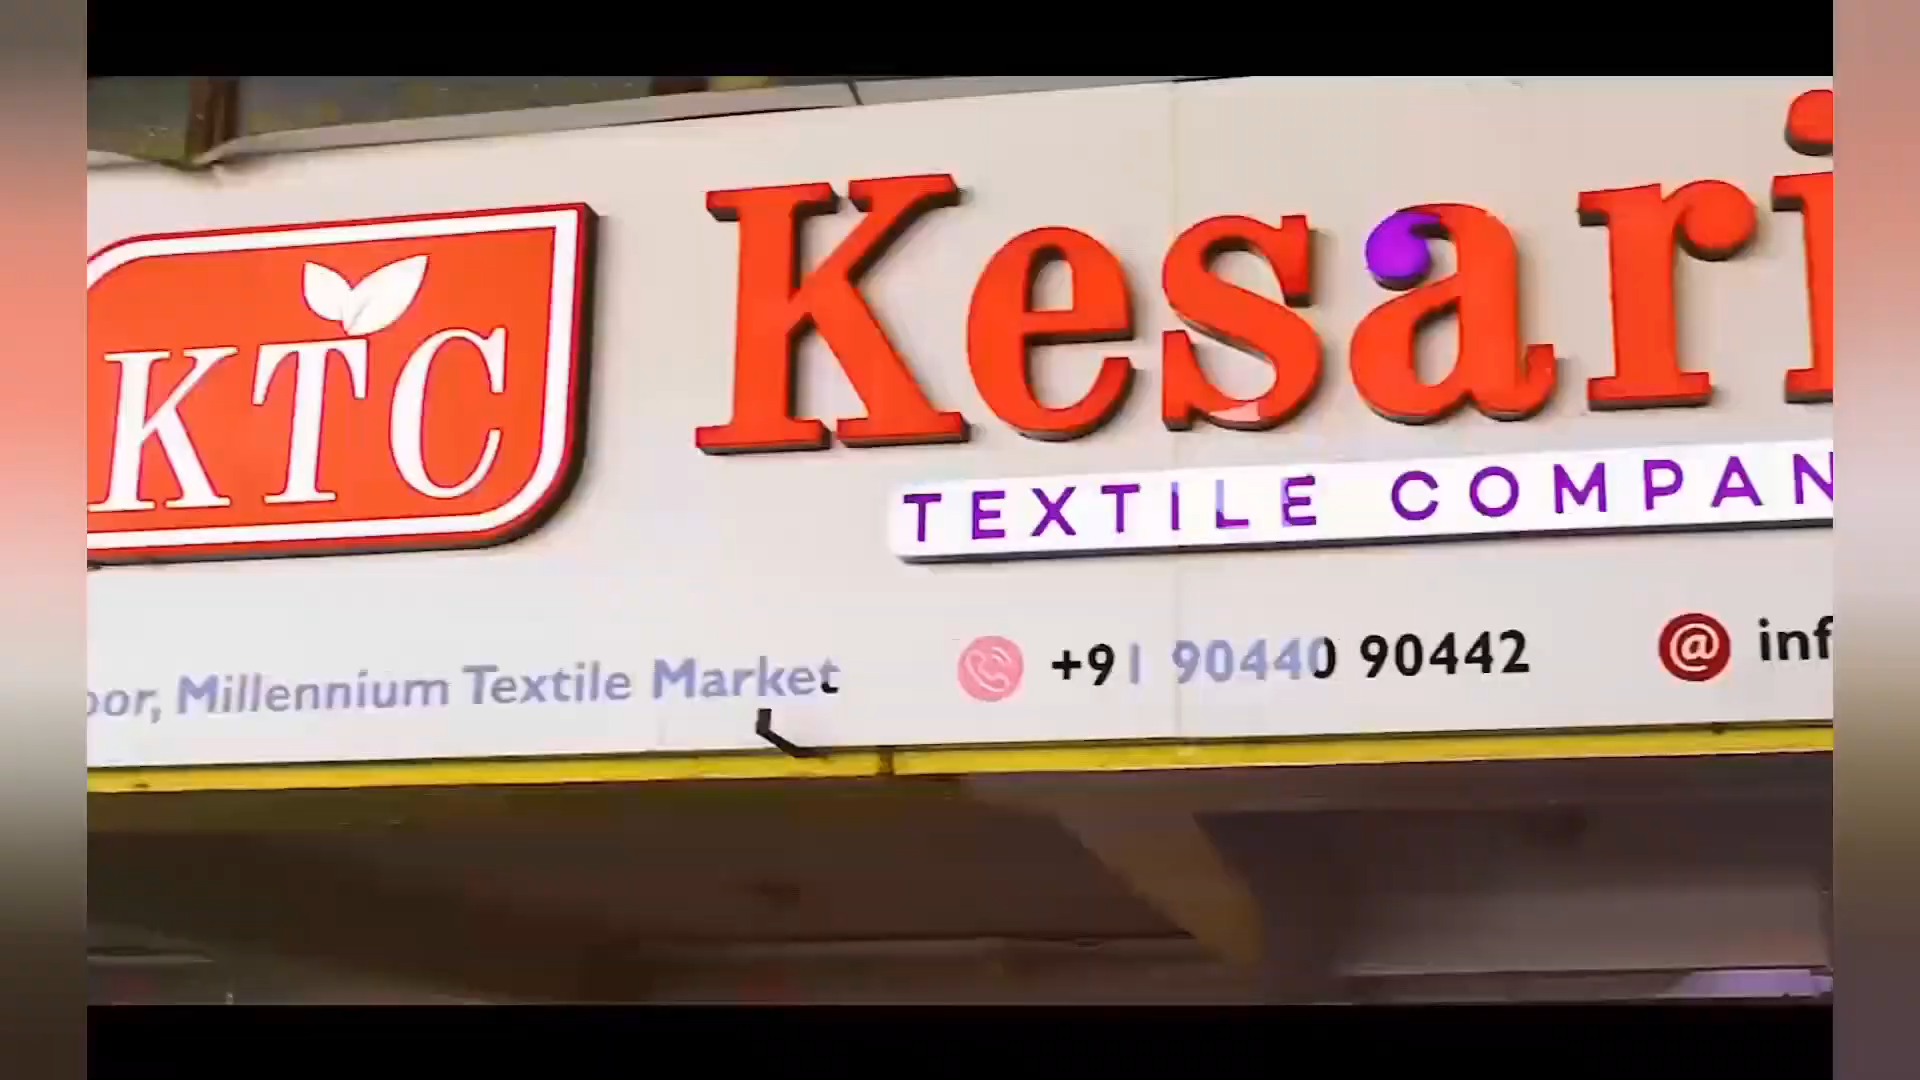 KTC
Kesari
TEXTILE COMPAN
oor, Millennium Textile Market
+91 90440 90442
@ inf